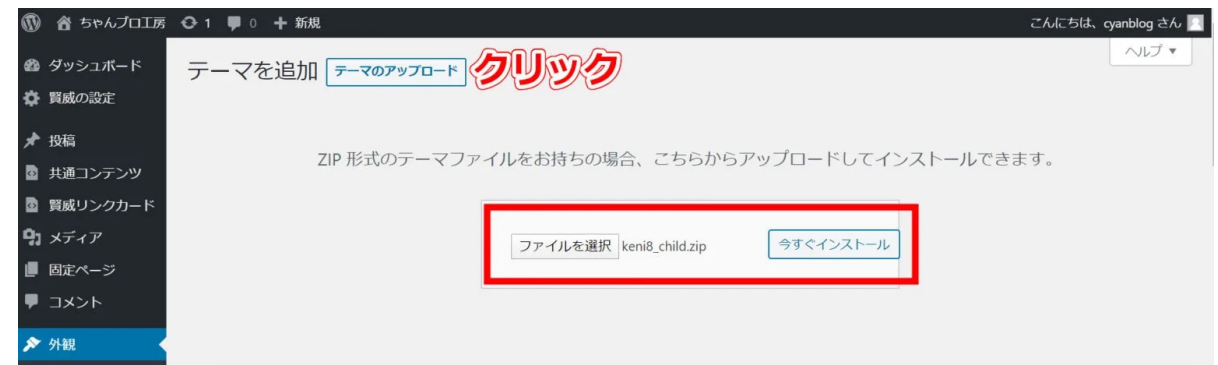 ちゃんブロ工房 1 0 新規 こんにちは、cyanblog さん
ヘルプ ▼
ダッシュボード
賢威の設定
投稿
共通コンテンツ
賢威リンクカード
メディア
固定ページ
コメント
外観
テーマを追加 テーマのアップロード クリック
ZIP 形式のテーマファイルをお持ちの場合、こちらからアップロードしてインストールできます。
ファイルを選択 keni8_child.zip 今すぐインストール